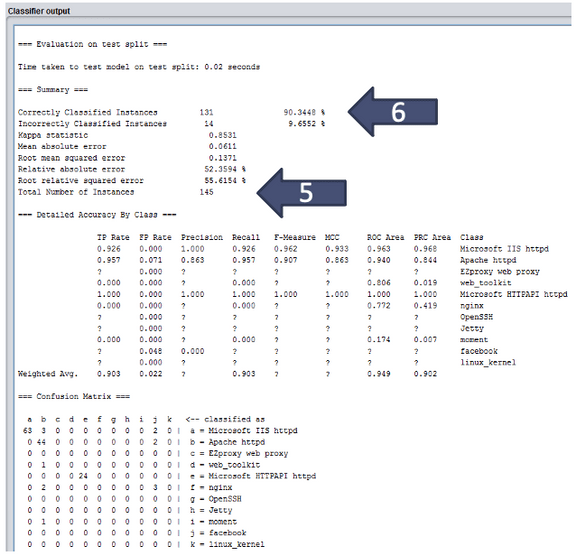 Classifier output
=== Evaluation on test split ===
Time taken to test model on test split: 0.02 seconds
=== Summary ===
Correctly Classified Instances 131 90.3448 %
6
Incorrectly Classified Instances 14 9.6552 %
Kappa statistic 0.8531
Mean absolute error 0.0611
Root mean squared error 0.1371
Relative absolute error 52.3594 %
Root relative squared error 55.6154 %
Total Number of Instances 145
5
=== Detailed Accuracy By Class ===
TP Rate FP Rate Precision Recall F-Measure MCC ROC Area PRC Area Class
0.926 0.000 1.000 0.926 0.962 0.933 0.963 0.968 Microsoft IIS httpd
0.957 0.071 0.863 0.957 0.907 0.863 0.940 0.844 Apache httpd
? 0.000 ? ? ? ? ? ? EZproxy web proxy
0.000 0.000 ? 0.000 ? ? 0.806 0.019 web_toolkit
1.000 0.000 1.000 1.000 1.000 1.000 1.000 1.000 Microsoft HTTPAPI httpd
0.000 0.000 ? 0.000 ? ? 0.772 0.419 nginx
? 0.000 ? ? ? ? ? ? OpenSSH
? 0.000 ? ? ? ? ? ? Jetty
0.000 0.000 ? 0.000 ? ? 0.174 0.007 moment
? 0.048 0.000 ? ? ? ? ? facebook
? 0.000 ? ? ? ? ? ? linux_kernel
Weighted Avg. 0.903 0.022 ? 0.903 ? ? 0.949 0.902
=== Confusion Matrix ===
a b c d e f g h i j k <-- classified as
63 3 0 0 0 0 0 0 0 2 0 | a = Microsoft IIS httpd
0 44 0 0 0 0 0 0 0 2 0 | b = Apache httpd
0 0 0 0 0 0 0 0 0 0 0 | c = EZproxy web proxy
0 1 0 0 0 0 0 0 0 0 0 | d = web_toolkit
0 0 0 0 24 0 0 0 0 0 0 | e = Microsoft HTTPAPI httpd
0 2 0 0 0 0 0 0 0 3 0 | f = nginx
0 0 0 0 0 0 0 0 0 0 0 | g = OpenSSH
0 0 0 0 0 0 0 0 0 0 0 | h = Jetty
0 1 0 0 0 0 0 0 0 0 0 | i = moment
0 0 0 0 0 0 0 0 0 0 0 | j = facebook
0 0 0 0 0 0 0 0 0 0 0 | k = linux_kernel